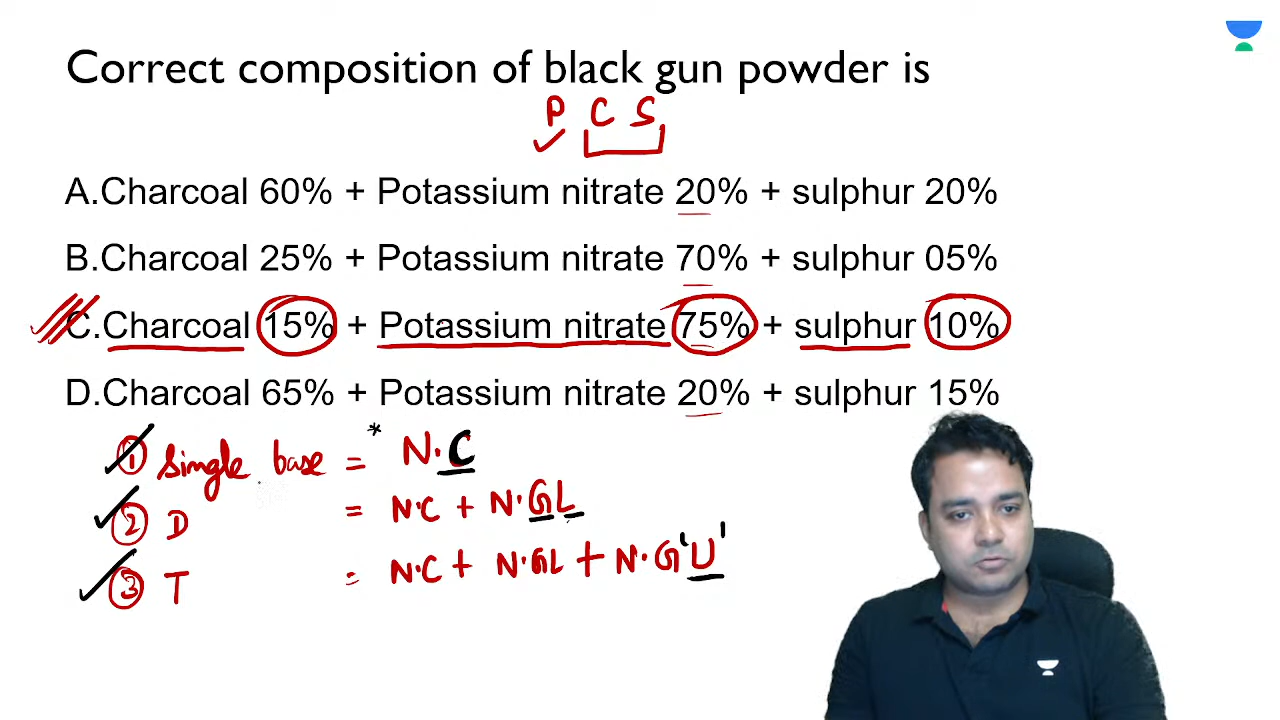 Correct composition of black gun powder is
P C S
A.Charcoal 60% + Potassium nitrate 20% + sulphur 20%
B.Charcoal 25% + Potassium nitrate 70% + sulphur 05%
C.Charcoal 15% + Potassium nitrate 75% + sulphur 10%
D.Charcoal 65% + Potassium nitrate 20% + sulphur 15%
① Single base = * N.C
② D = N.C + N.GL
③ T = N.C + N.GL + N.G'U'